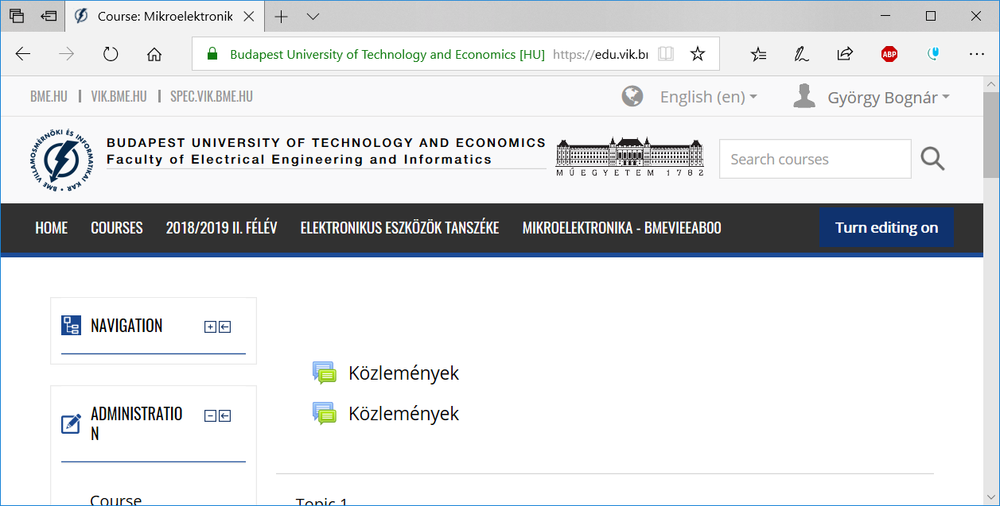 Course: Mikroelektronik
Budapest University of Technology and Economics [HU] https://edu.vik.b
ABP
BME.HU | VIK.BME.HU | SPEC.VIK.BME.HU
English (en)
György Bognár
BME VILLAMOSMÉRNÖKI ÉS INFORMATIKAI KAR
BUDAPEST UNIVERSITY OF TECHNOLOGY AND ECONOMICS
Faculty of Electrical Engineering and Informatics
MŰEGYETEM 1782
Search courses
HOME COURSES 2018/2019 II. FÉLÉV ELEKTRONIKUS ESZKÖZÖK TANSZÉKE MIKROELEKTRONIKA - BMEVIEEAB00
Turn editing on
NAVIGATION
Közlemények
Közlemények
ADMINISTRATIO
N
Course
Topic 1